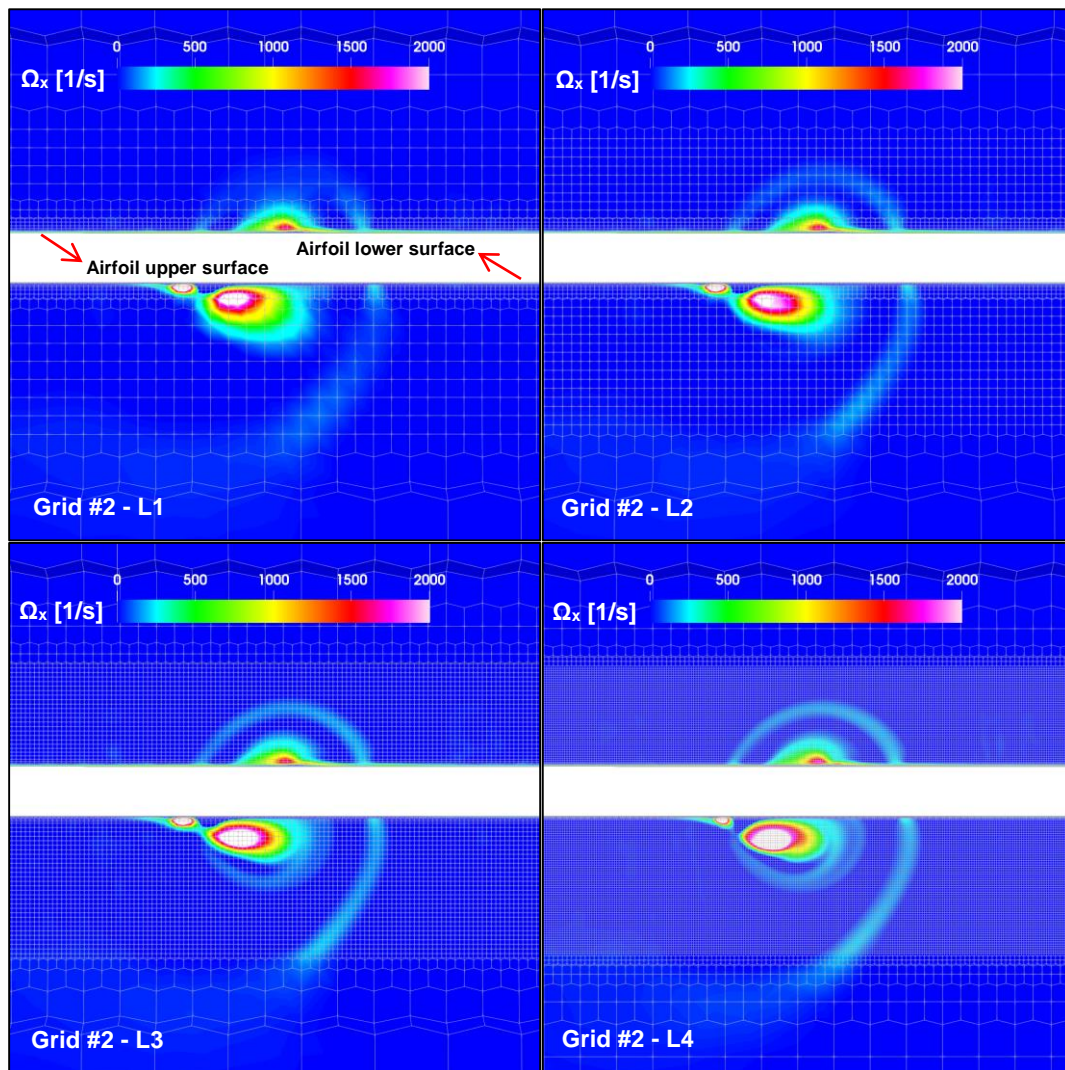 0 500 1000 1500 2000
Ωx [1/s]
Airfoil lower surface
Airfoil upper surface
Grid #2 - L1
0 500 1000 1500 2000
Ωx [1/s]
Grid #2 - L2
0 500 1000 1500 2000
Ωx [1/s]
Grid #2 - L3
0 500 1000 1500 2000
Ωx [1/s]
Grid #2 - L4